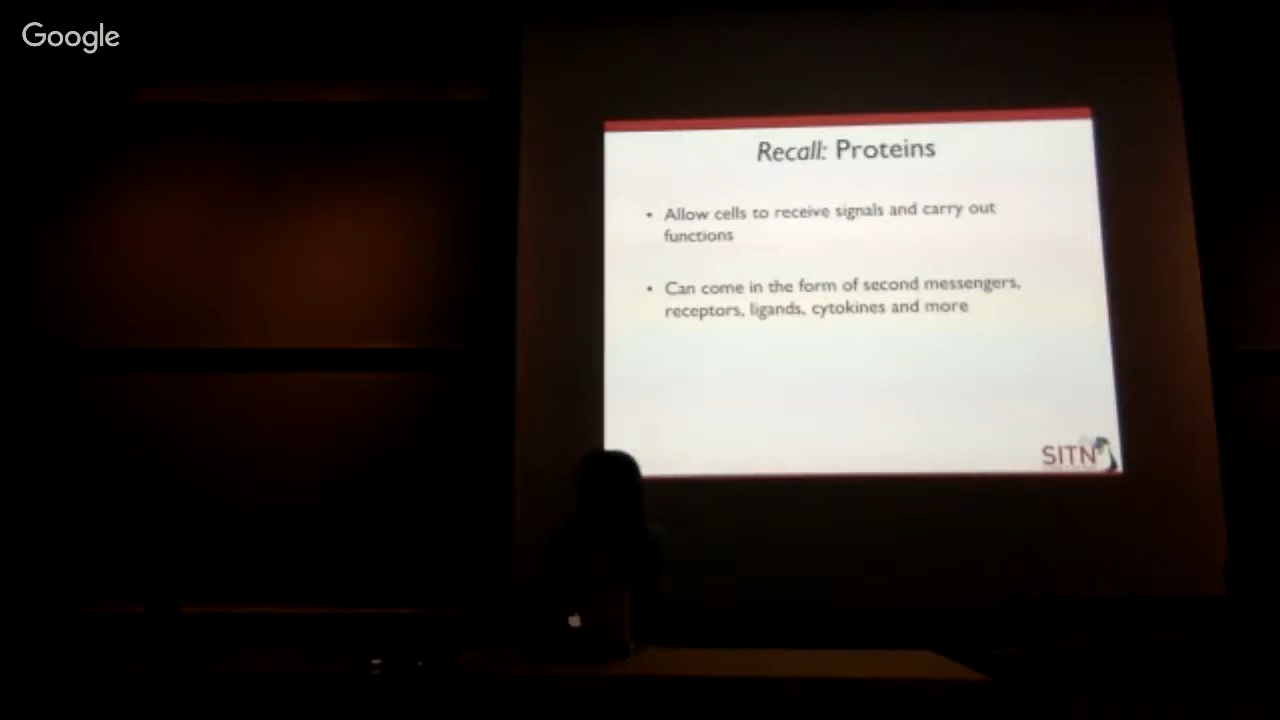 Google
Recall: Proteins
• Allow cells to receive signals and carry out
functions
• Can come in the form of second messengers,
receptors, ligands, cytokines and more
SITN